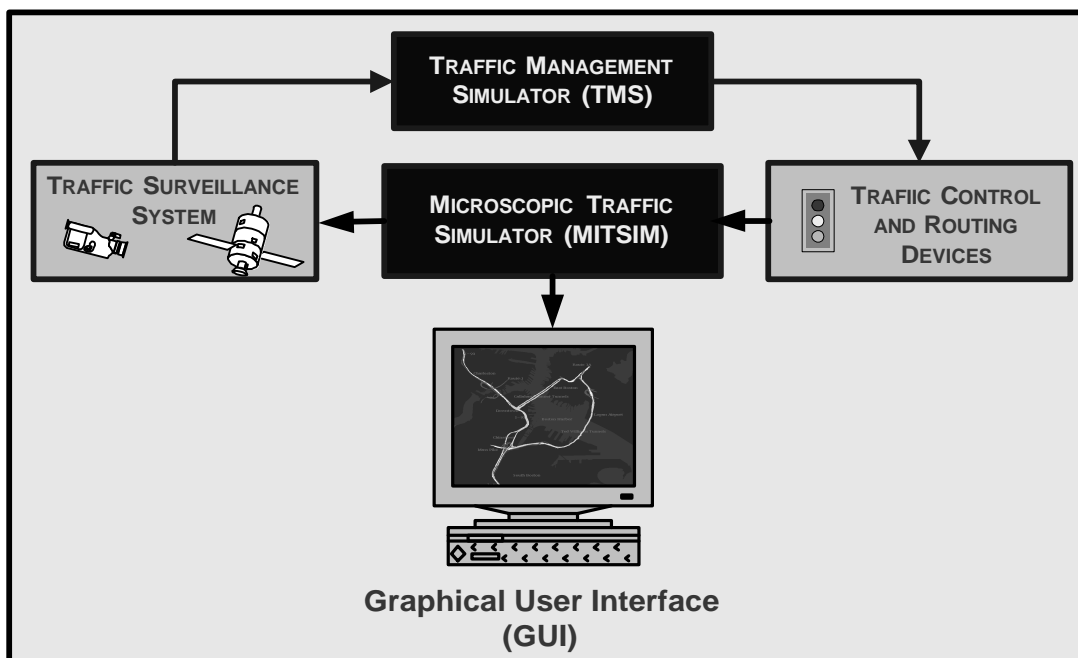 TRAFFIC MANAGEMENT
SIMULATOR (TMS)
TRAFFIC SURVEILLANCE
SYSTEM
MICROSCOPIC TRAFFIC
SIMULATOR (MITSIM)
TRAFIIC CONTROL
AND ROUTING
DEVICES
Graphical User Interface
(GUI)